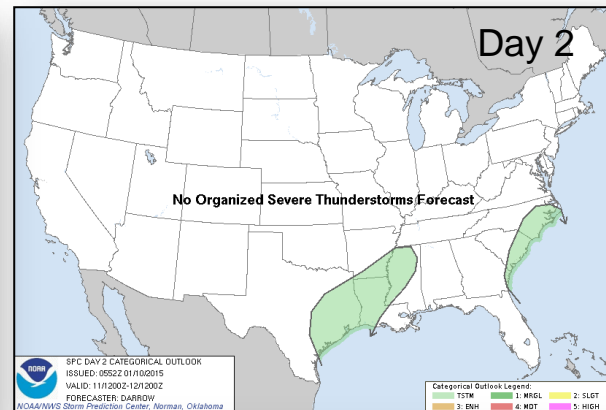 Day 2
No Organized Severe Thunderstorms Forecast
NOAA
SPC DAY 2 CATEGORICAL OUTLOOK
ISSUED: 0552Z 01/10/2015
VALID: 11/1200Z-12/1200Z
FORECASTER: DARROW
NOAA/NWS Storm Prediction Center, Norman, Oklahoma
Categorical Outlook Legend:
TSTM 1: MRGL 2: SLGT
3: ENH 4: MDT 5: HIGH